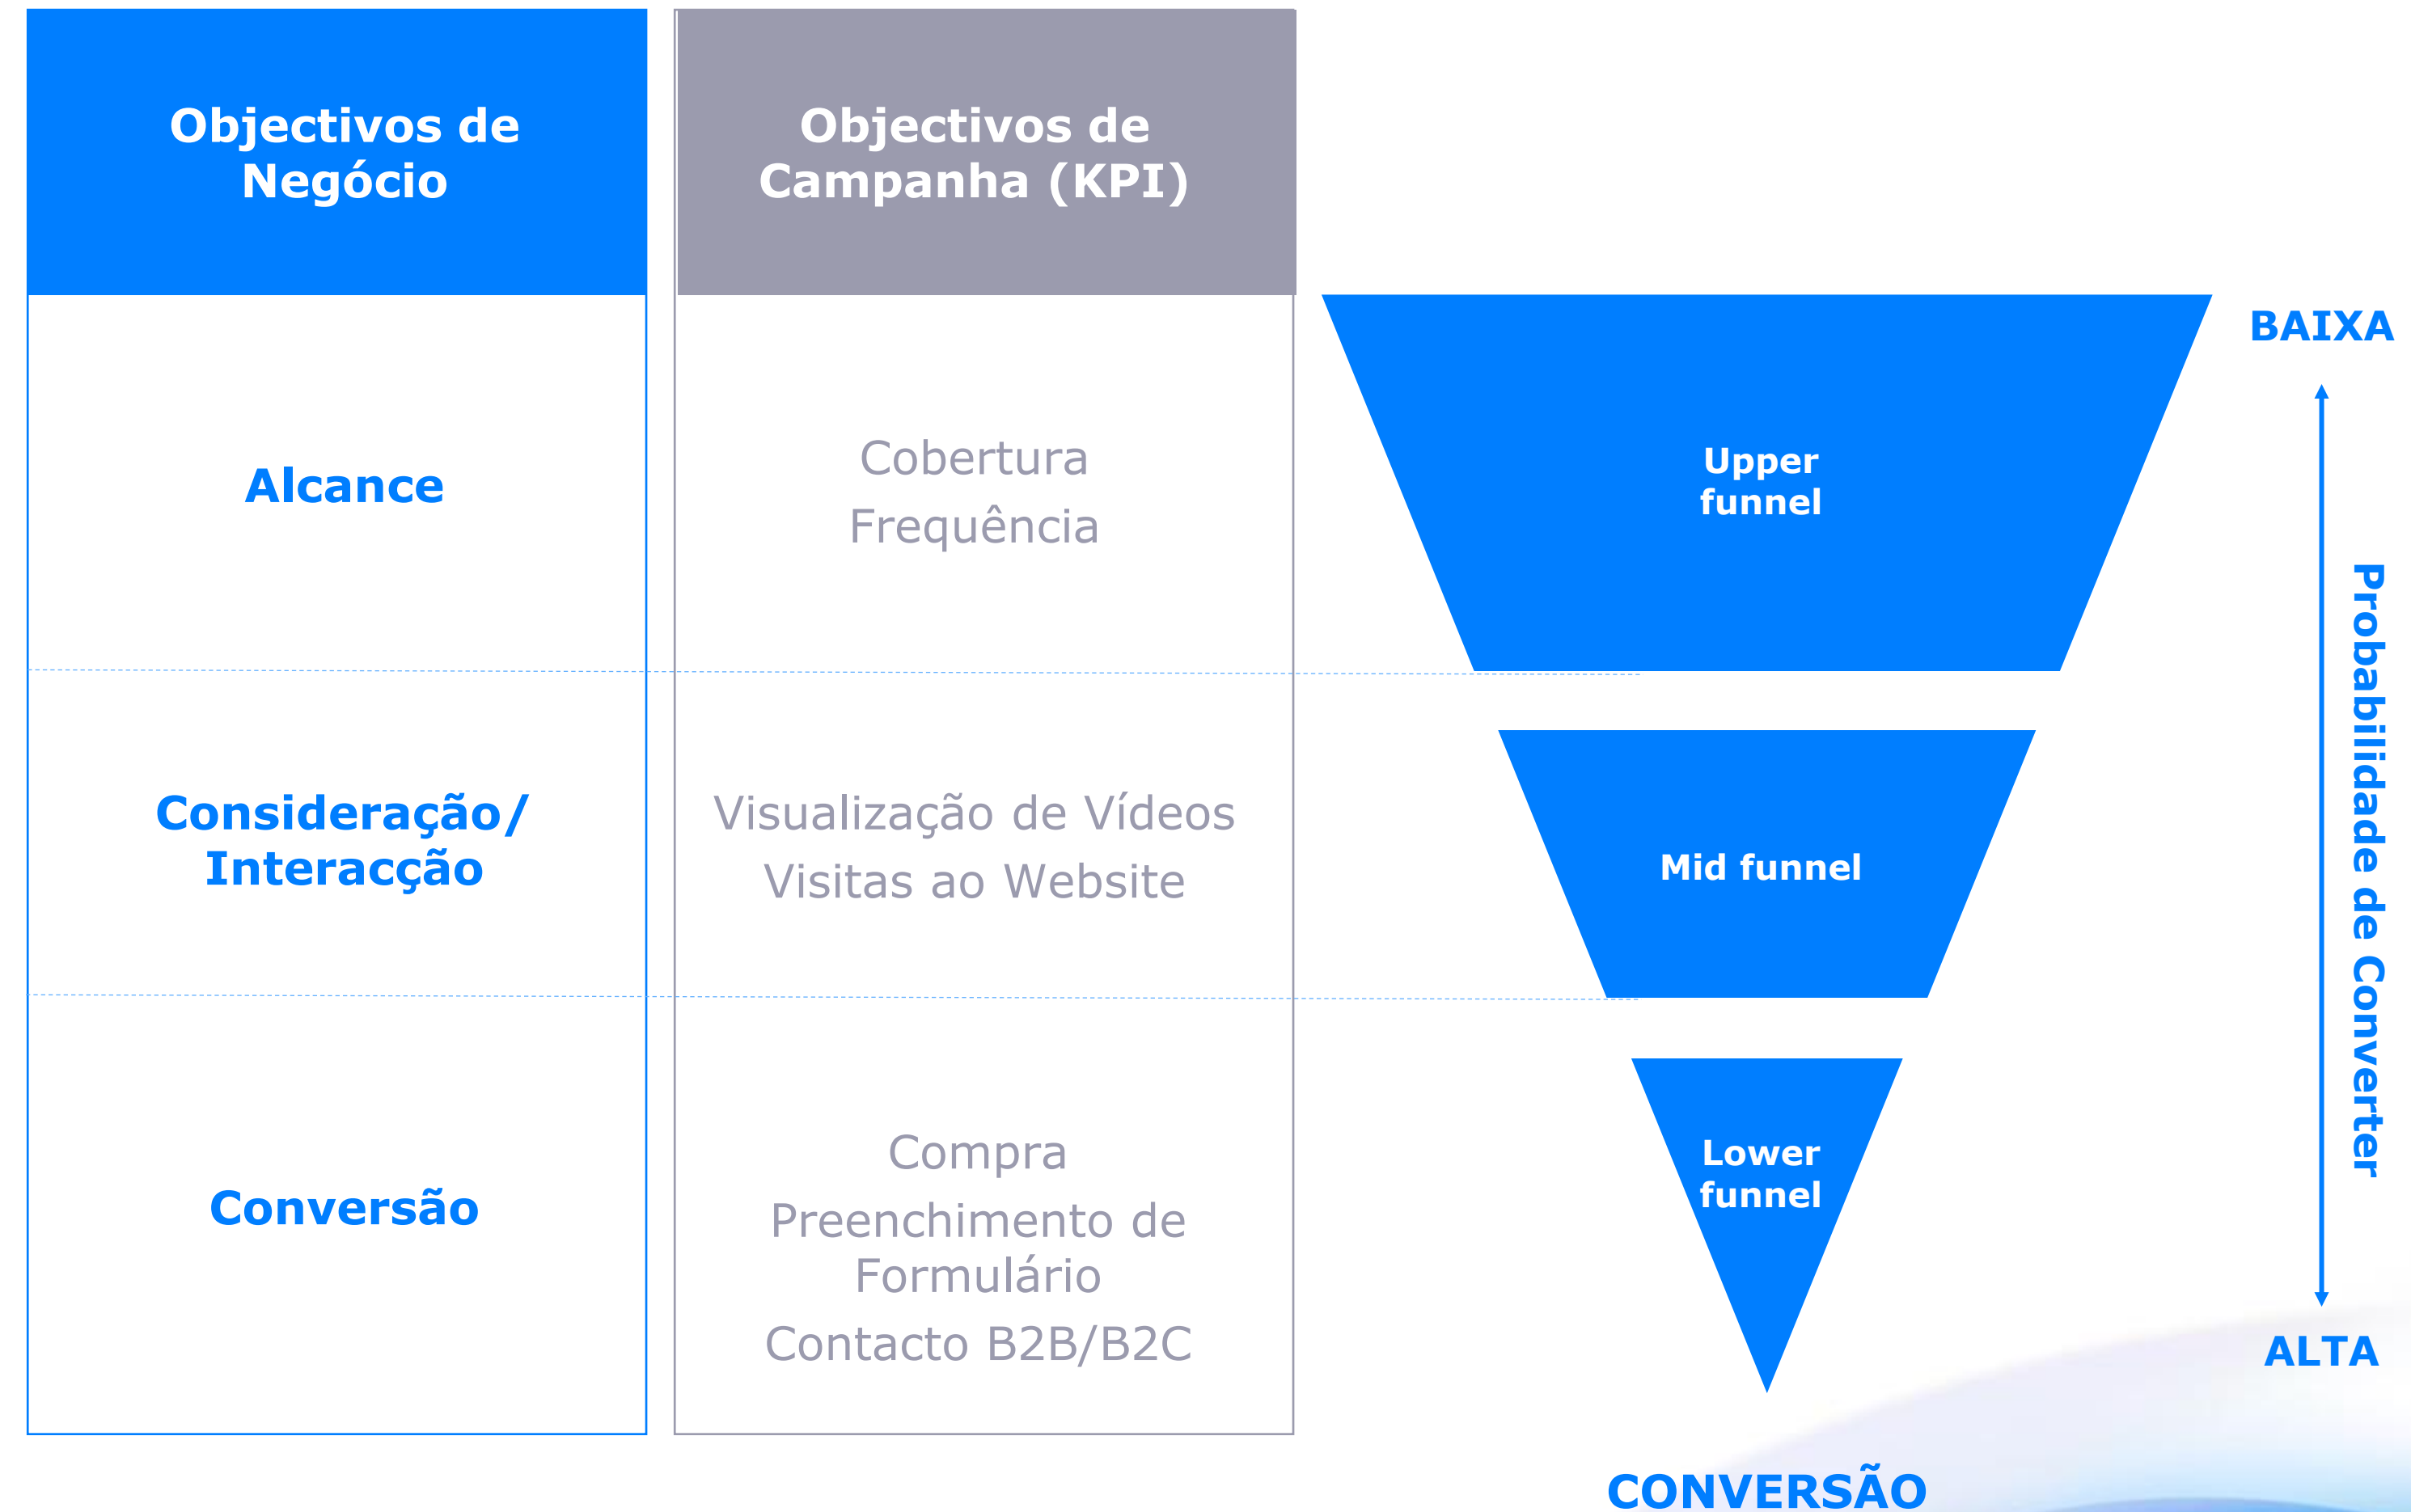 Objectivos de
Negócio
Objectivos de
Campanha (KPI)
BAIXA
Alcance
Cobertura
Frequência
Upper
funnel
Probabilidade de Converter
Consideração/
Interacção
Visualização de Vídeos
Visitas ao Website
Mid funnel
Conversão
Compra
Preenchimento de
Formulário
Contacto B2B/B2C
Lower
funnel
ALTA
CONVERSÃO